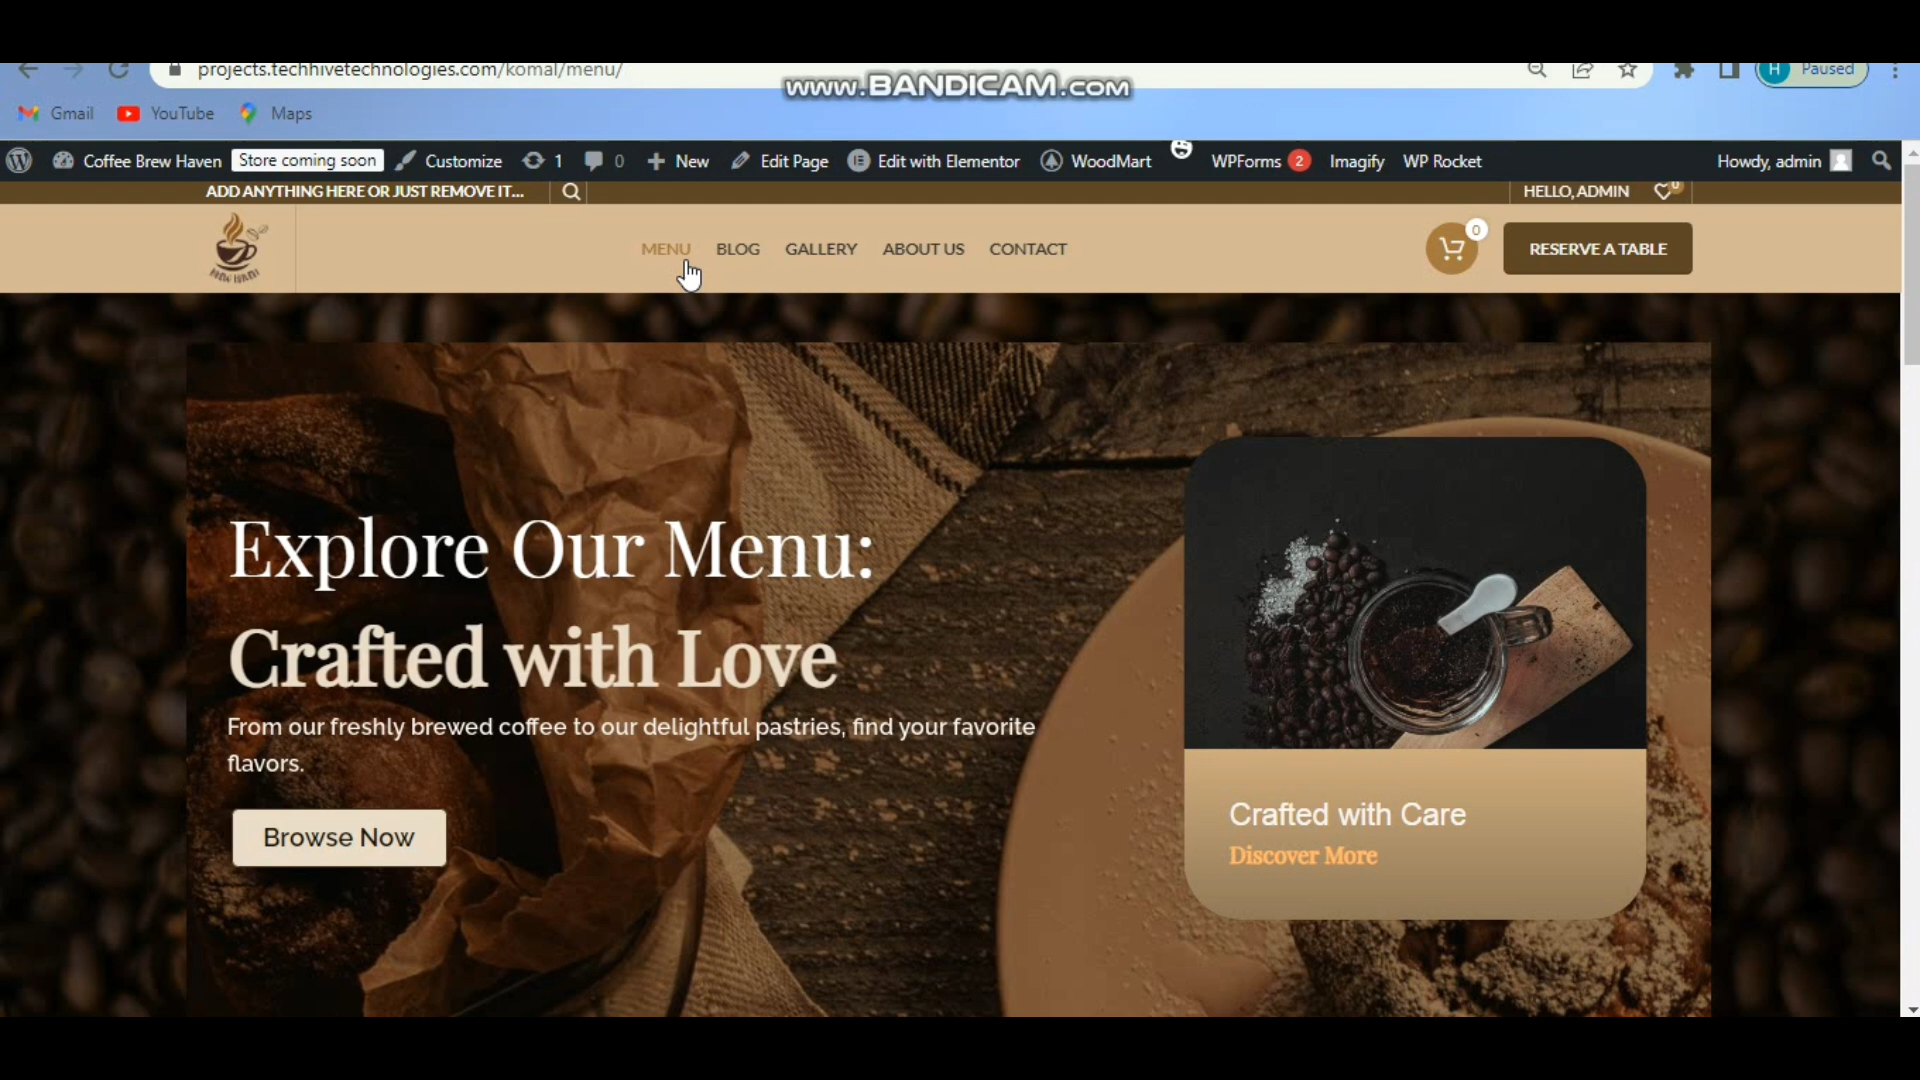 projects.techhivetechnologies.com/komal/menu/
www.BANDICAM.com
H Paused
Gmail YouTube Maps
Coffee Brew Haven Store coming soon Customize 1 0 New Edit Page Edit with Elementor WoodMart WPForms 2 Imagify WP Rocket Howdy, admin
ADD ANYTHING HERE OR JUST REMOVE IT... HELLO, ADMIN 0
MENU BLOG GALLERY ABOUT US CONTACT 0 RESERVE A TABLE
Explore Our Menu:
Crafted with Love
From our freshly brewed coffee to our delightful pastries, find your favorite
flavors.
Browse Now
Crafted with Care
Discover More